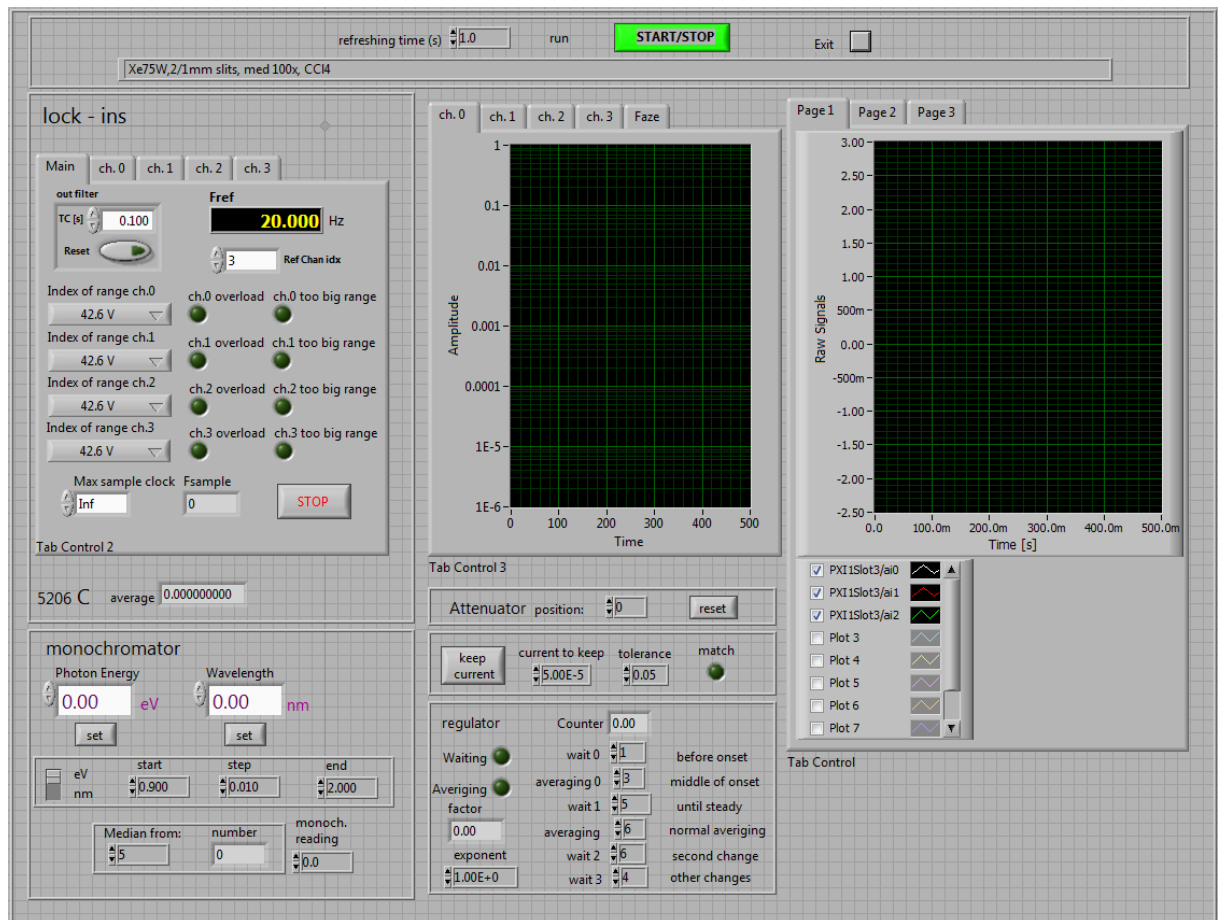 refreshing time (s) 1.0 run START/STOP Exit
Xe75W,2/1mm slits, med 100x, CCl4
lock - ins
Main ch. 0 ch. 1 ch. 2 ch. 3
out filter
TC [s] 0.100
Reset
Fref
20.000 Hz
3 Ref Chan idx
Index of range ch.0
42.6 V
ch.0 overload ch.0 too big range
Index of range ch.1
42.6 V
ch.1 overload ch.1 too big range
Index of range ch.2
42.6 V
ch.2 overload ch.2 too big range
Index of range ch.3
42.6 V
ch.3 overload ch.3 too big range
Max sample clock Fsample
Inf 0 STOP
Tab Control 2
5206 C average 0.000000000
monochromator
Photon Energy Wavelength
0.00 eV 0.00 nm
set set
eV
nm
start step end
0.900 0.010 2.000
Median from: number monoch. reading
5 0 0.0
ch. 0 ch. 1 ch. 2 ch. 3 Faze
Amplitude
1
0.1
0.01
0.001
0.0001
1E-5
1E-6
0 100 200 300 400 500
Time
Tab Control 3
Attenuator position: 0 reset
keep current
current to keep tolerance match
5.00E-5 0.05
regulator Counter 0.00
Waiting wait 0 1 before onset
Averiging averaging 0 3 middle of onset
factor wait 1 5 until steady
0.00 averaging 6 normal averiging
exponent wait 2 6 second change
1.00E+0 wait 3 4 other changes
Page 1 Page 2 Page 3
Raw Signals
3.00
2.50
2.00
1.50
1.00
500m
0.00
-500m
-1.00
-1.50
-2.00
-2.50
0.0 100.0m 200.0m 300.0m 400.0m 500.0m
Time [s]
PXI1Slot3/ai0
PXI1Slot3/ai1
PXI1Slot3/ai2
Plot 3
Plot 4
Plot 5
Plot 6
Plot 7
Tab Control